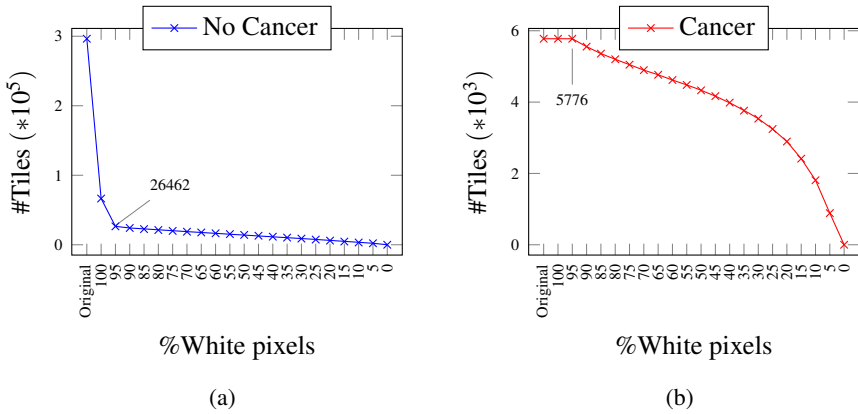 No Cancer
#Tiles (∗10^5)
3
2
1
0
26462
Original 100 95 90 85 80 75 70 65 60 55 50 45 40 35 30 25 20 15 10 5 0
%White pixels
(a)
Cancer
#Tiles (∗10^3)
6
4
2
0
5776
Original 100 95 90 85 80 75 70 65 60 55 50 45 40 35 30 25 20 15 10 5 0
%White pixels
(b)